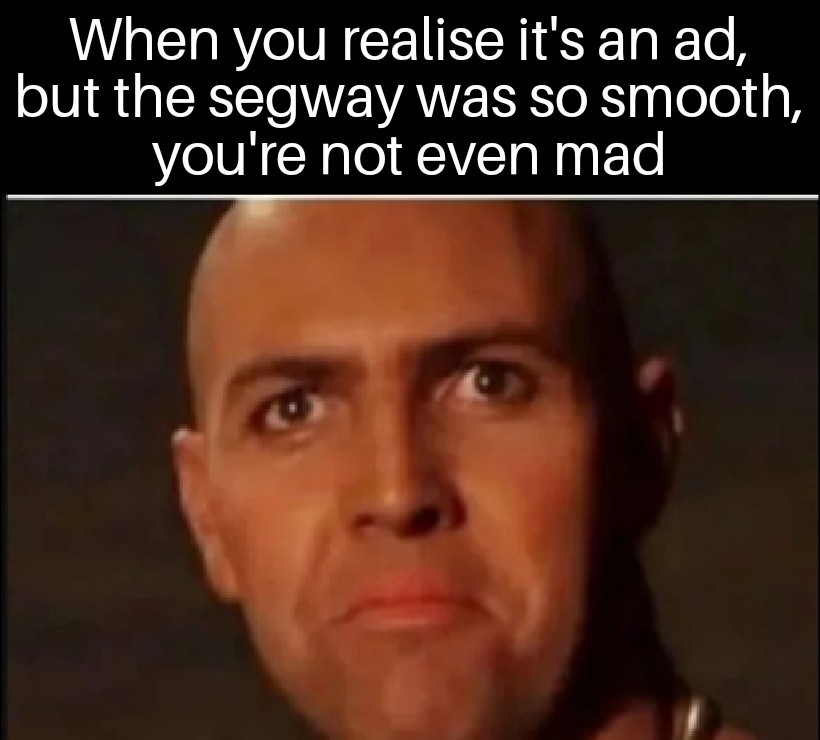 When you realise it's an ad,
but the segway was so smooth,
you're not even mad